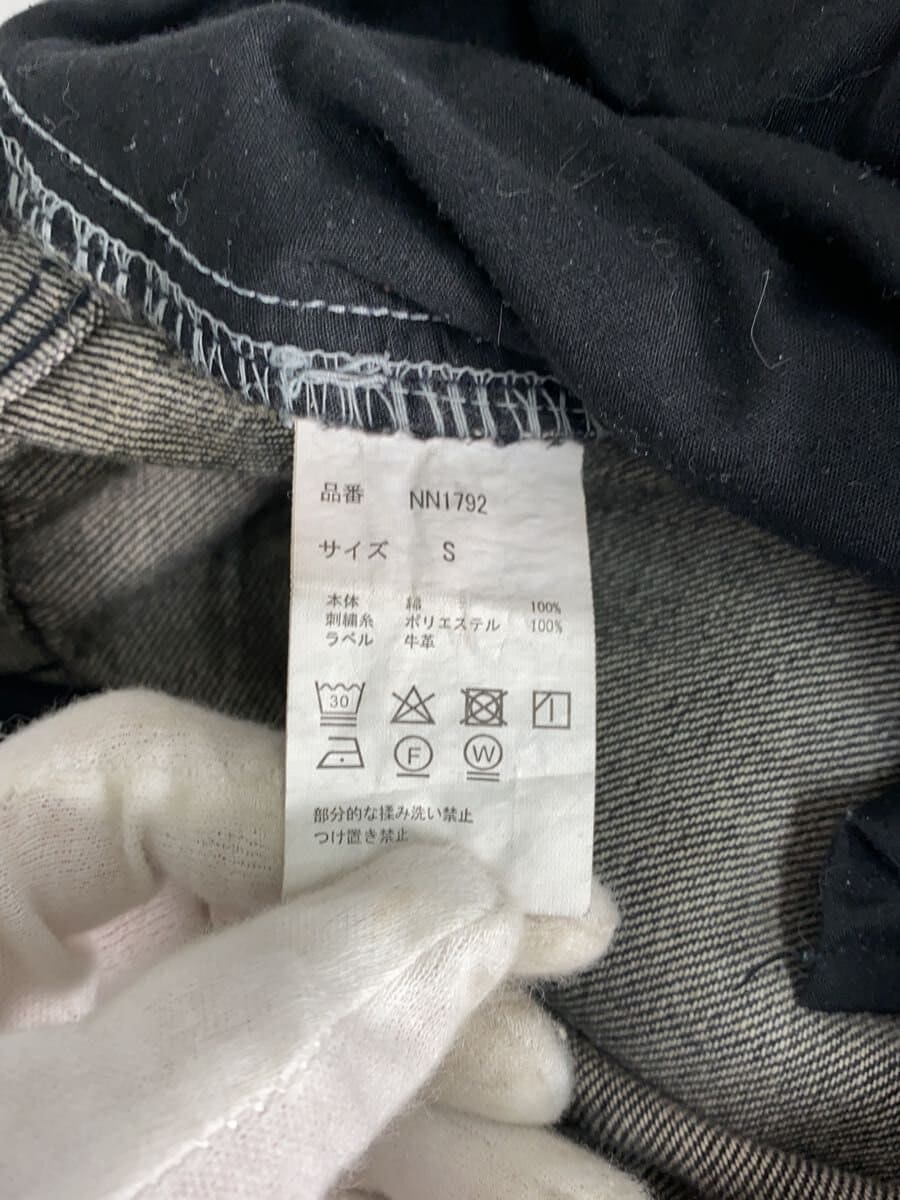 品番 NN1792
サイズ S
本体 綿 100%
刺繍糸 ポリエステル 100%
ラベル 牛革
30
F W
部分的な揉み洗い禁止
つけ置き禁止